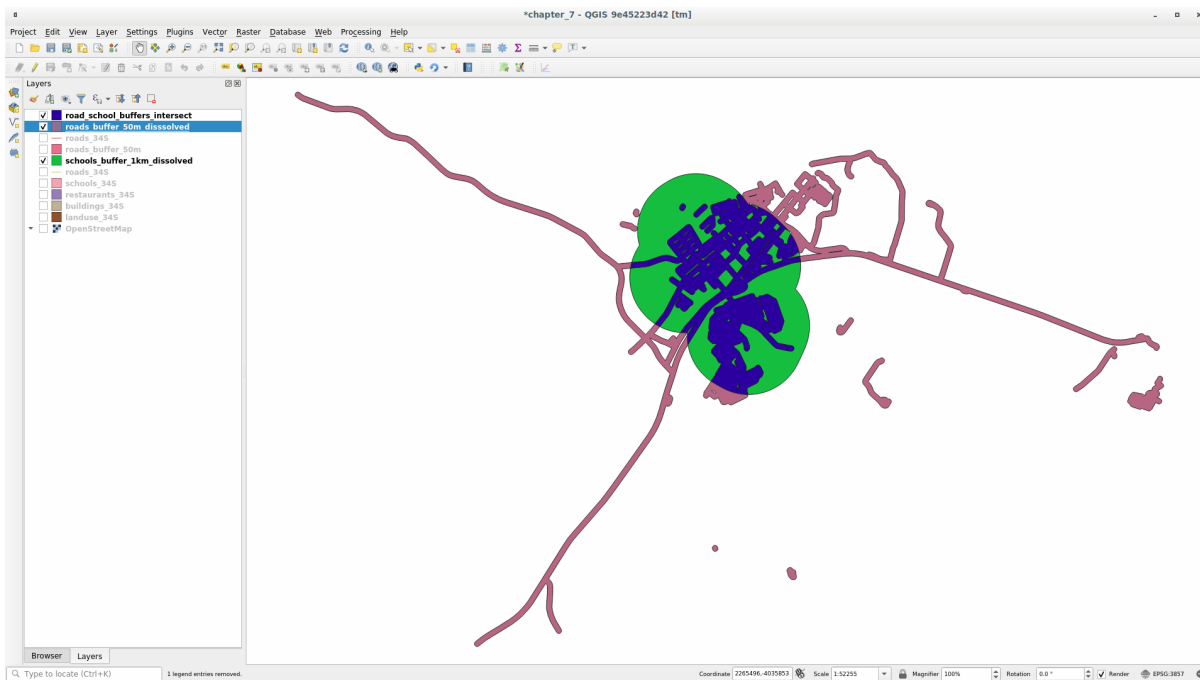 *chapter_7 - QGIS 9e45223d42 [tm]
Project Edit View Layer Settings Plugins Vector Raster Database Web Processing Help
Layers
road_school_buffers_intersect
roads_buffer_50m_disssolved
roads_34S
roads_buffer_50m
schools_buffer_1km_dissolved
roads_34S
schools_34S
restaurants_34S
buildings_34S
landuse_34S
OpenStreetMap
Browser Layers
Type to locate (Ctrl+K) 1 legend entries removed. Coordinate 2265496,-4035853 Scale 1:52255 Magnifier 100% Rotation 0.0 ° Render EPSG:3857